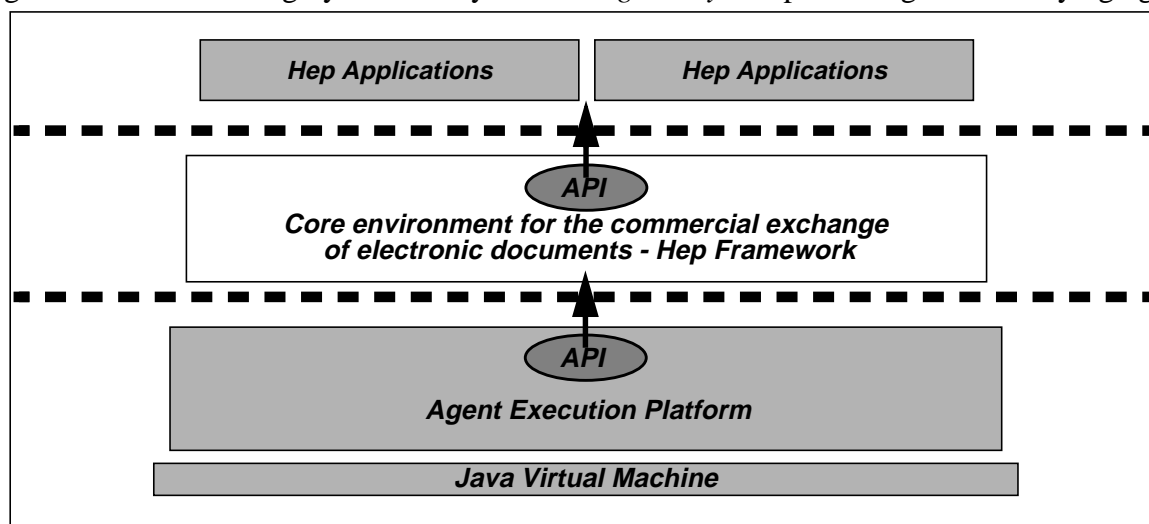 Hep Applications Hep Applications
API
Core environment for the commercial exchange
of electronic documents - Hep Framework
API
Agent Execution Platform
Java Virtual Machine